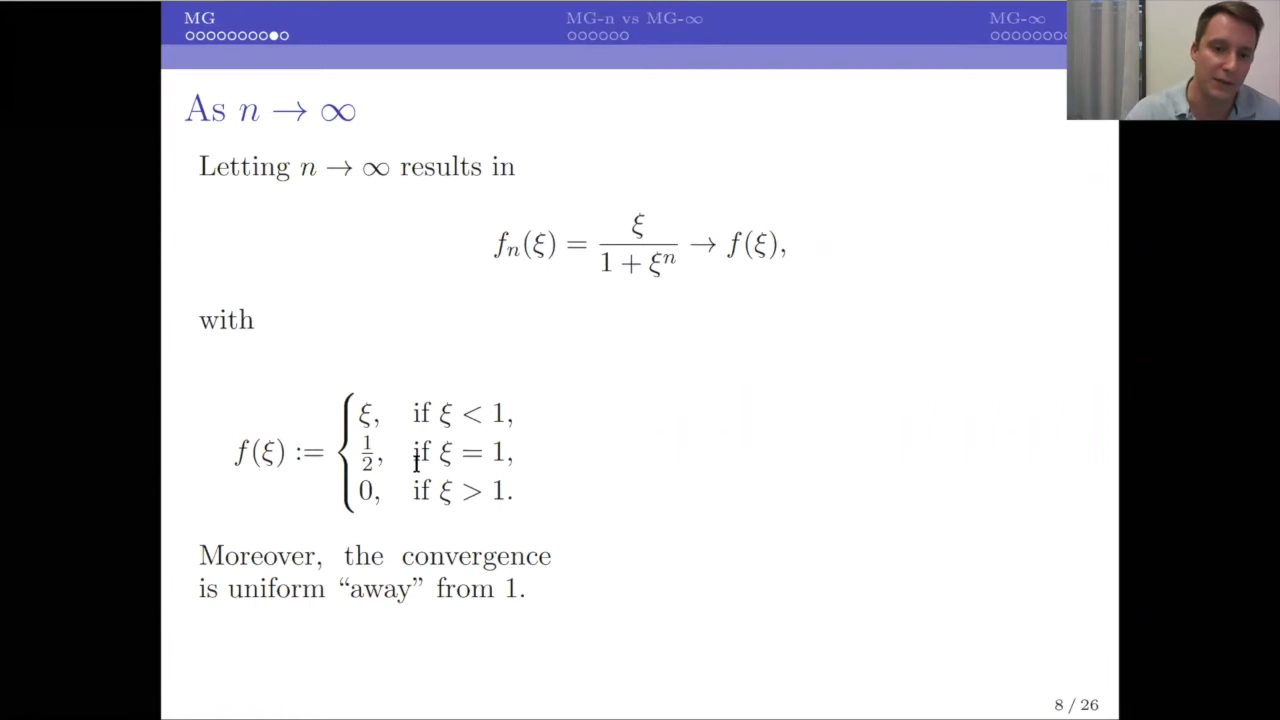 MG
MG-n vs MG-∞
MG-∞
As n → ∞
Letting n → ∞ results in
fₙ(ξ) = ξ / (1 + ξⁿ) → f(ξ),
with
f(ξ) := { ξ, if ξ < 1,
1/2, if ξ = 1,
0, if ξ > 1.
Moreover, the convergence
is uniform “away” from 1.
8 / 26